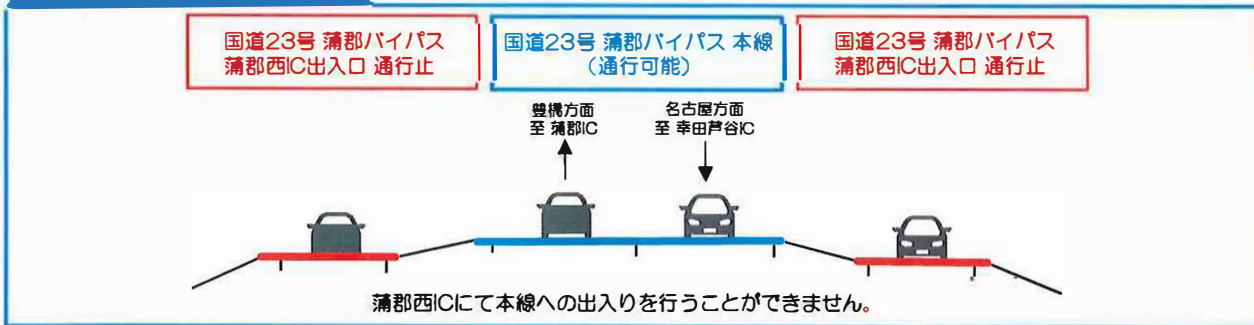 国道23号 蒲郡バイパス
蒲郡西IC出入口 通行止
国道23号 蒲郡バイパス 本線
（通行可能）
国道23号 蒲郡バイパス
蒲郡西IC出入口 通行止
豊橋方面
至 蒲郡IC
名古屋方面
至 幸田芦谷IC
蒲郡西ICにて本線への出入りを行うことができません。